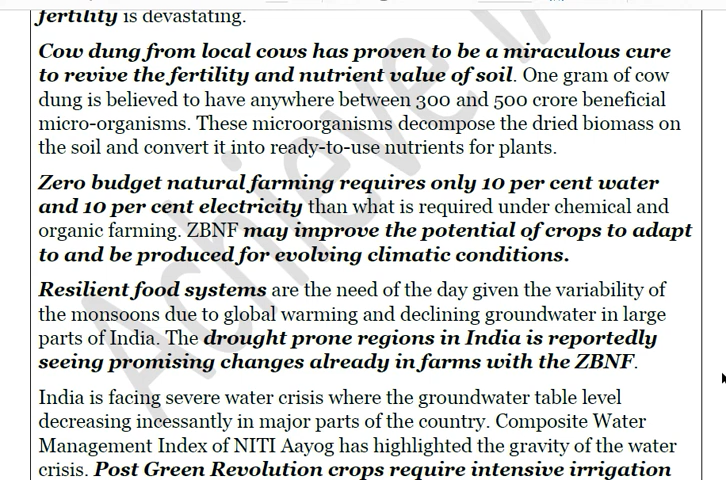 fertility is devastating.
Cow dung from local cows has proven to be a miraculous cure
to revive the fertility and nutrient value of soil. One gram of cow
dung is believed to have anywhere between 300 and 500 crore beneficial
micro-organisms. These microorganisms decompose the dried biomass on
the soil and convert it into ready-to-use nutrients for plants.
Zero budget natural farming requires only 10 per cent water
and 10 per cent electricity than what is required under chemical and
organic farming. ZBNF may improve the potential of crops to adapt
to and be produced for evolving climatic conditions.
Resilient food systems are the need of the day given the variability of
the monsoons due to global warming and declining groundwater in large
parts of India. The drought prone regions in India is reportedly
seeing promising changes already in farms with the ZBNF.
India is facing severe water crisis where the groundwater table level
decreasing incessantly in major parts of the country. Composite Water
Management Index of NITI Aayog has highlighted the gravity of the water
crisis. Post Green Revolution crops require intensive irrigation
Achieve